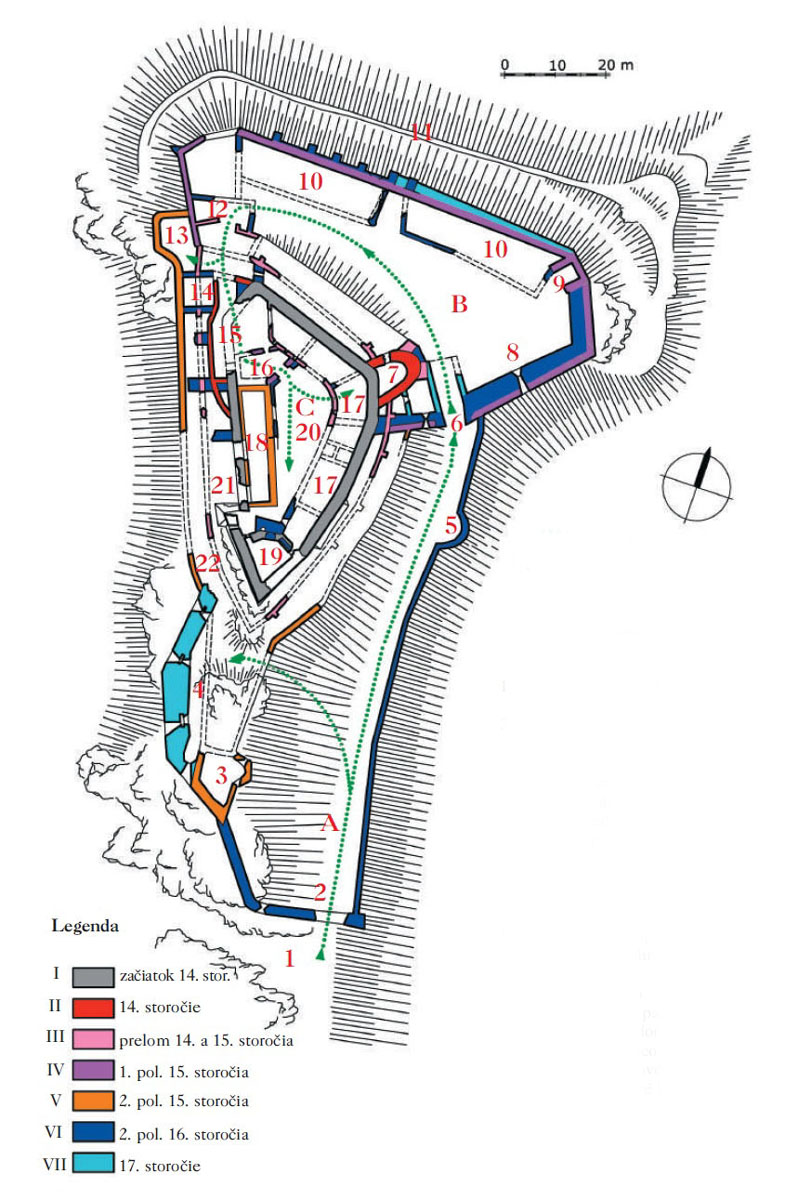 0 10 20 m
11
10
12
13
10
14
9
B
15
8
16
7
17
C
6
20
18
17
21
5
19
22
4
3
A
2
1
Legenda
I začiatok 14. stor.
II 14. storočie
III prelom 14. a 15. storočia
IV 1. pol. 15. storočia
V 2. pol. 15. storočia
VI 2. pol. 16. storočia
VII 17. storočie